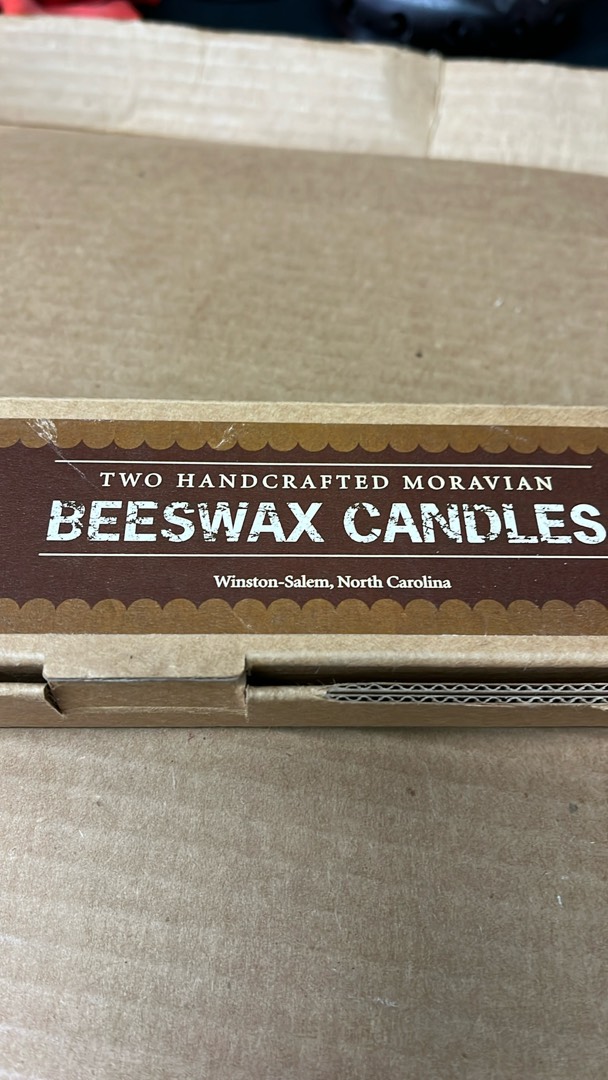 TWO HANDCRAFTED MORAVIAN
BEESWAX CANDLES
Winston-Salem, North Carolina